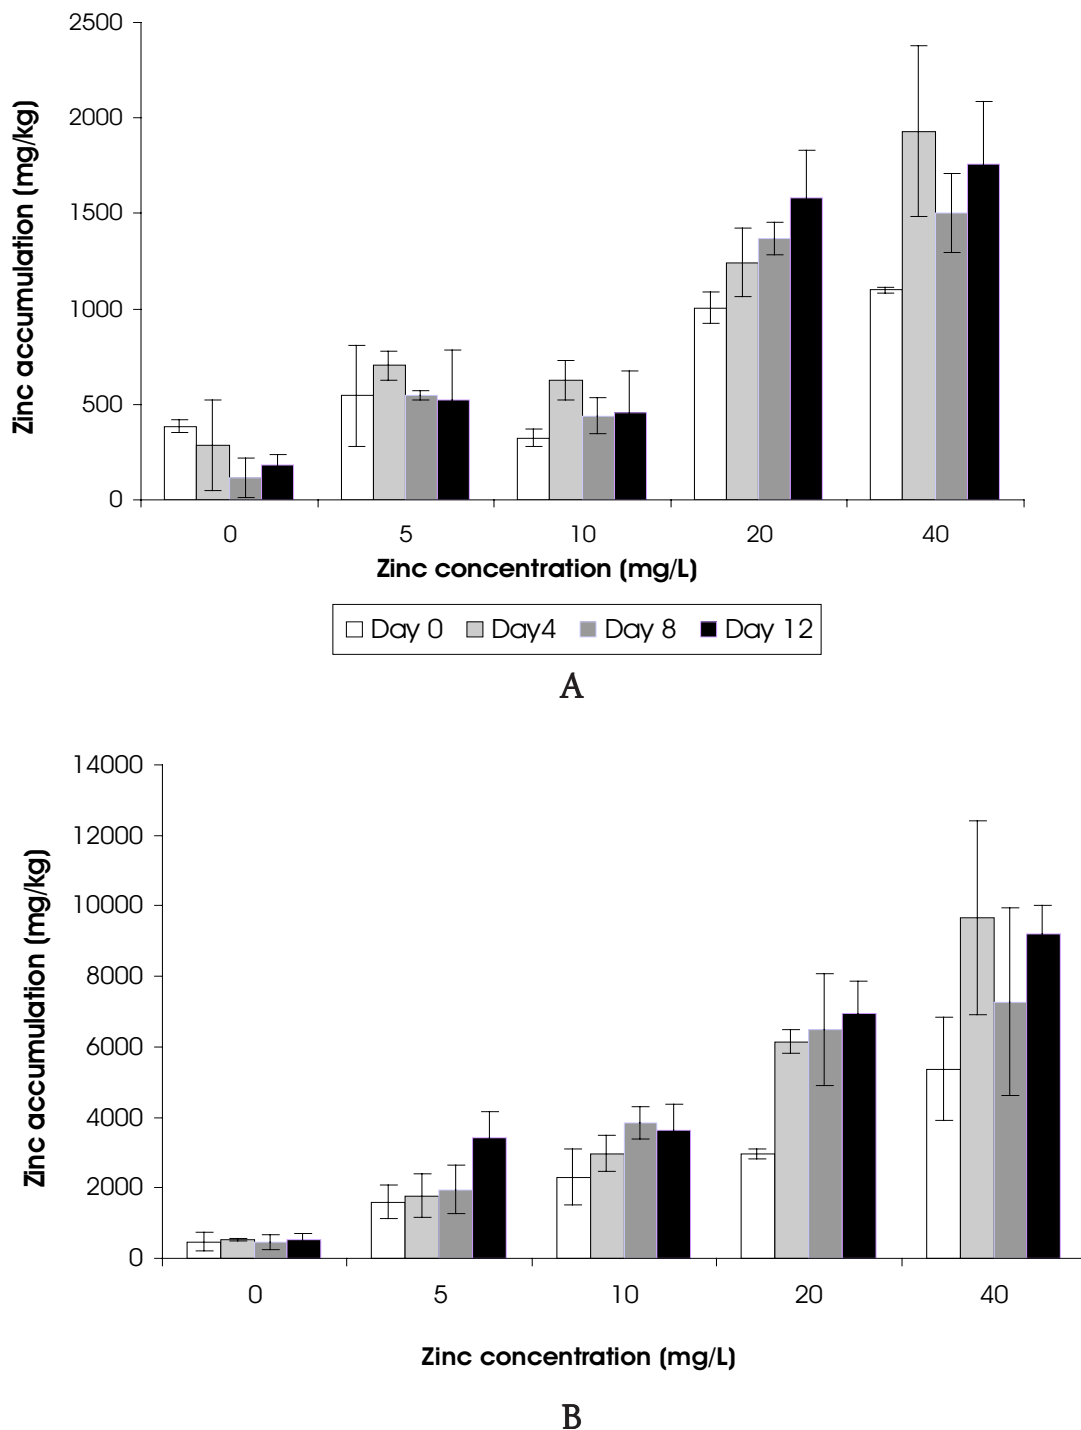 2500
2000
1500
1000
500
0
Zinc accumulation (mg/kg)
0 5 10 20 40
Zinc concentration (mg/L)
Day 0 Day4 Day 8 Day 12
A
14000
12000
10000
8000
6000
4000
2000
0
Zinc accumulation (mg/kg)
0 5 10 20 40
Zinc concentration (mg/L)
B